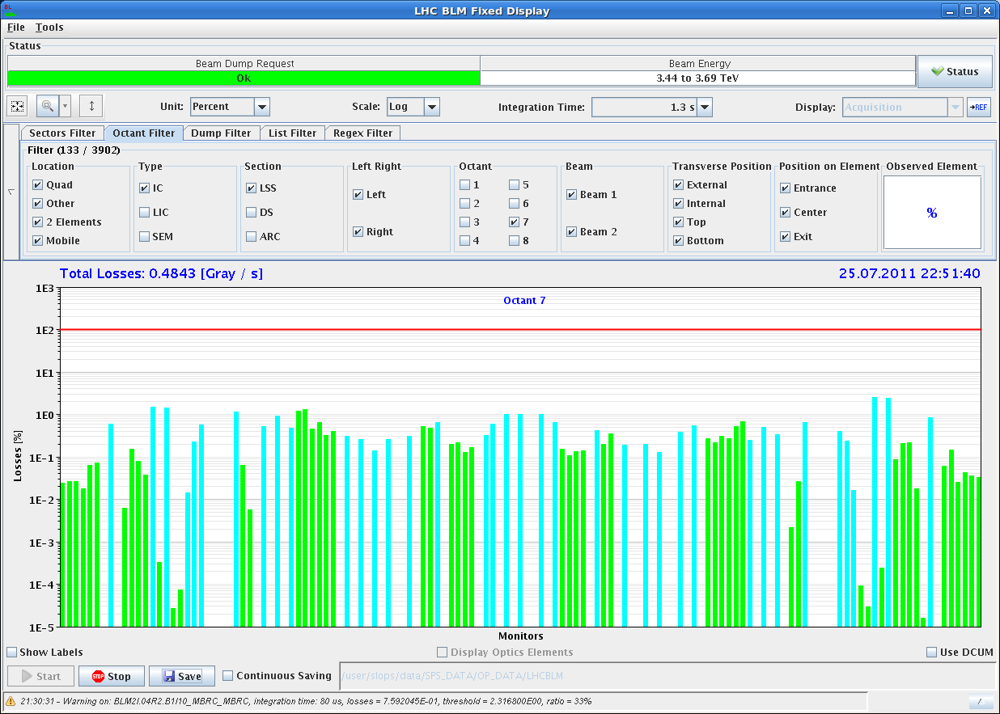 BL
LHC BLM Fixed Display
File Tools
Status
Beam Dump Request Beam Energy
Ok 3.44 to 3.69 TeV
Status
Unit: Percent Scale: Log Integration Time: 1.3 s Display: Acquisition REF
Sectors Filter Octant Filter Dump Filter List Filter Regex Filter
Filter (133 / 3902)
Location Type Section Left Right Octant Beam Transverse Position Position on Element Observed Element
Quad IC LSS Left 1 5 Beam 1 External Entrance
Other 2 6 Internal
LIC DS Center %
2 Elements 3 7 Top
SEM ARC Right Beam 2 Exit
Mobile 4 8 Bottom
Total Losses: 0.4843 [Gray / s] 25.07.2011 22:51:40
Octant 7
1E3
1E2
1E1
1E0
1E-1
1E-2
1E-3
1E-4
1E-5
Losses [%]
Monitors
Show Labels Display Optics Elements Use DCUM
Start STOP Stop Save Continuous Saving /user/slops/data/SPS_DATA/OP_DATA/LHCBLM
21:30:31 - Warning on: BLM2I.04R2.B1I10_MBRC_MBRC, integration time: 80 us, losses = 7.592045E-01, threshold = 2.316800E00, ratio = 33%